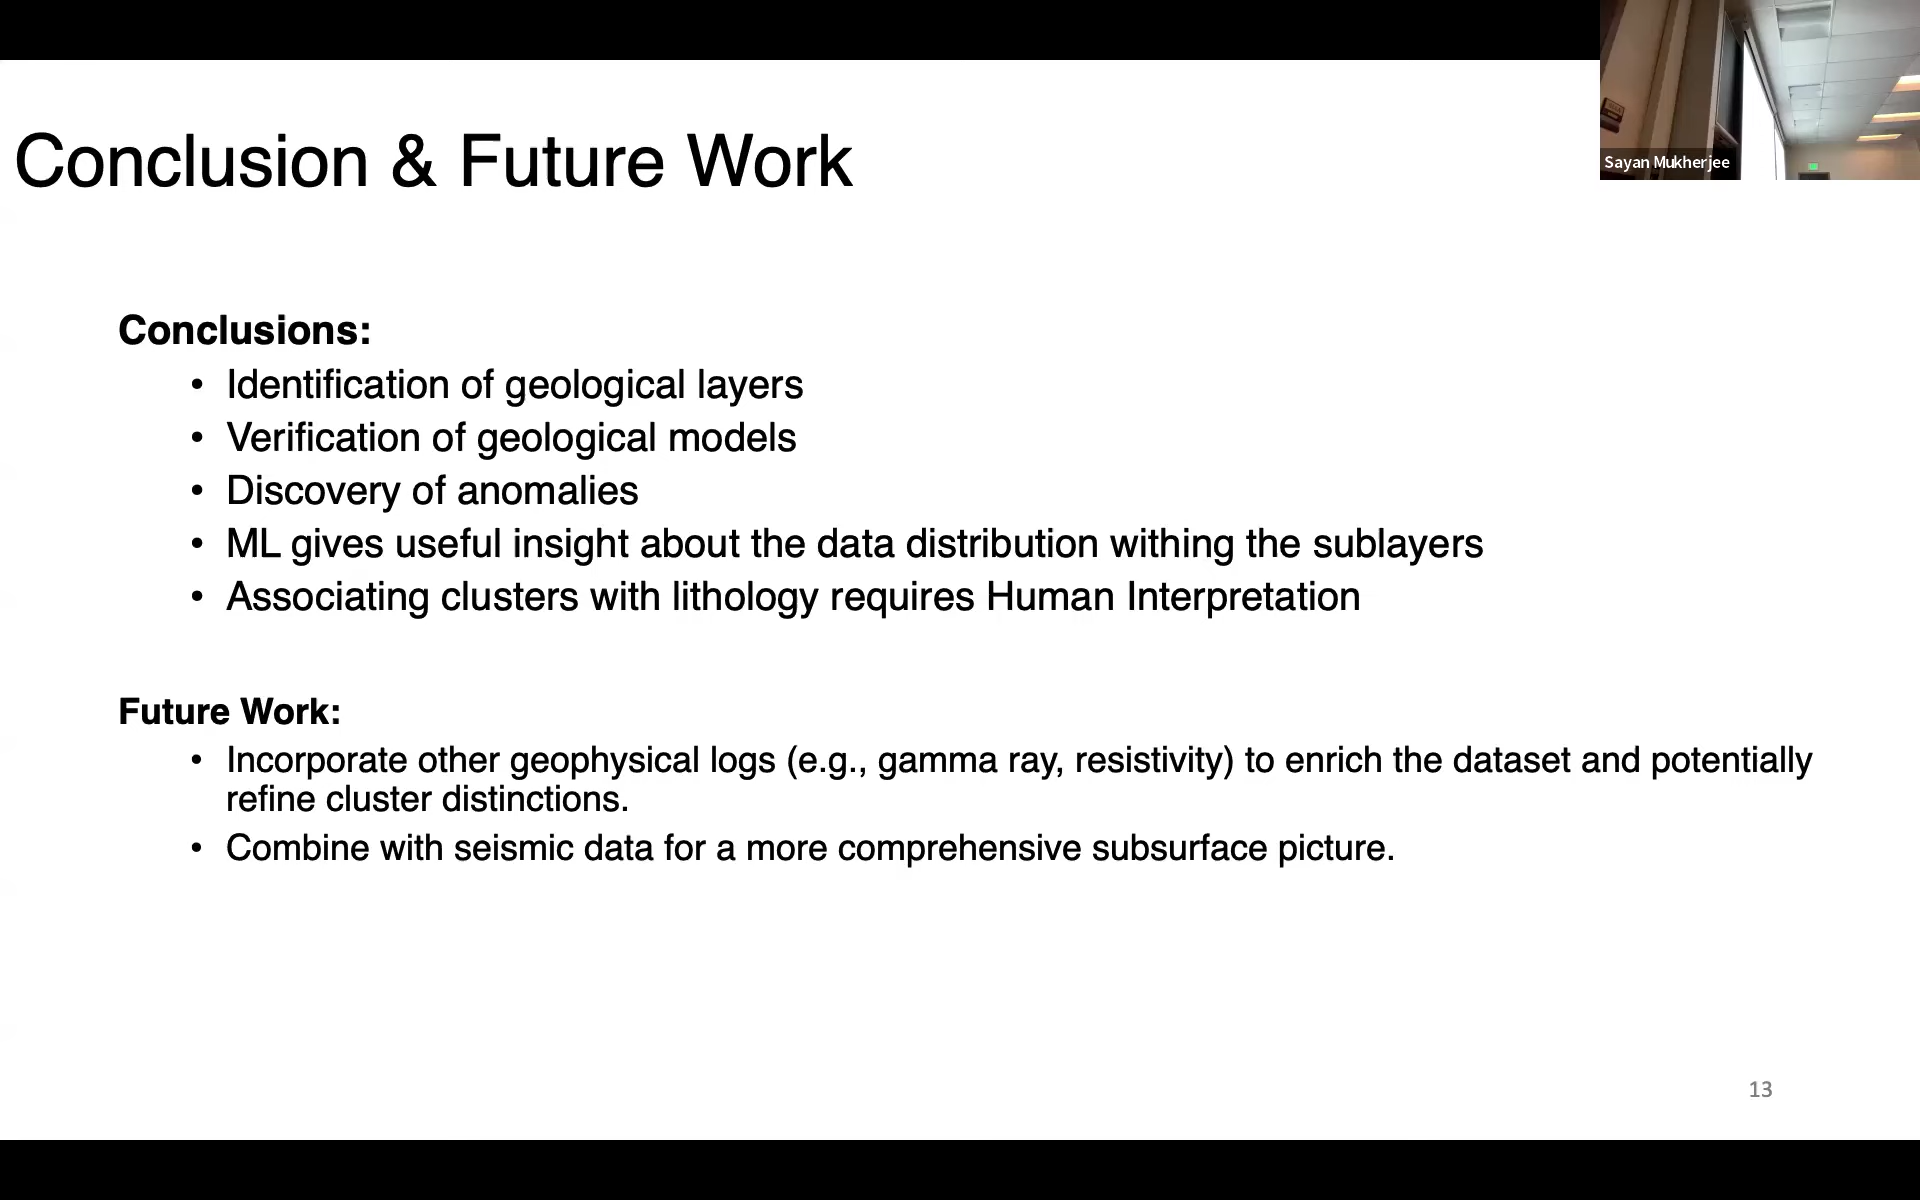 Conclusion & Future Work
Sayan Mukherjee
Conclusions:
• Identification of geological layers
• Verification of geological models
• Discovery of anomalies
• ML gives useful insight about the data distribution withing the sublayers
• Associating clusters with lithology requires Human Interpretation
Future Work:
• Incorporate other geophysical logs (e.g., gamma ray, resistivity) to enrich the dataset and potentially
refine cluster distinctions.
• Combine with seismic data for a more comprehensive subsurface picture.
13